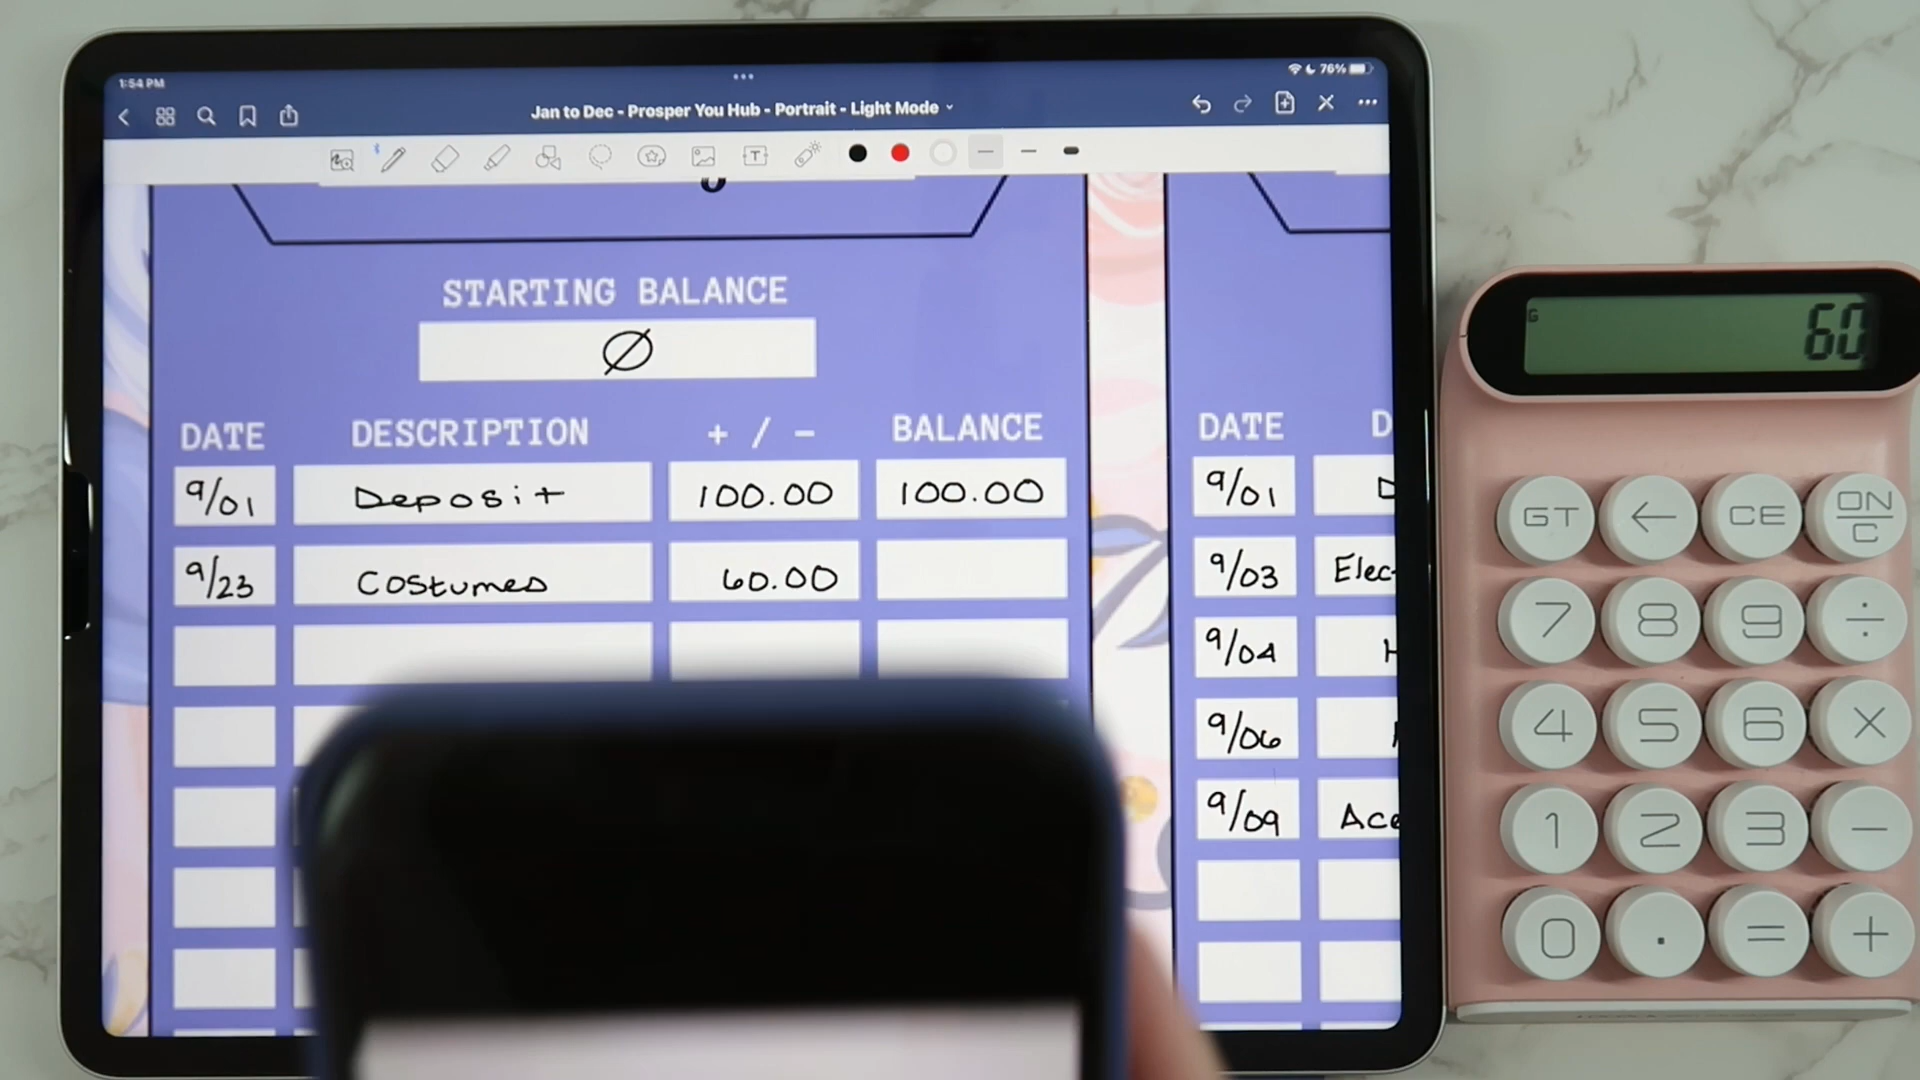 1:54 PM
76%
Jan to Dec - Prosper You Hub - Portrait - Light Mode
STARTING BALANCE
Ø
DATE DESCRIPTION + / - BALANCE
9/01 Deposit 100.00 100.00
9/23 Costumes 60.00
DATE D
9/01 D
9/03 Elec
9/04 H
9/06
9/09 Ace
G 60
GT ← CE ON/C
7 8 9 ÷
4 5 6 ×
1 2 3 −
0 . = +